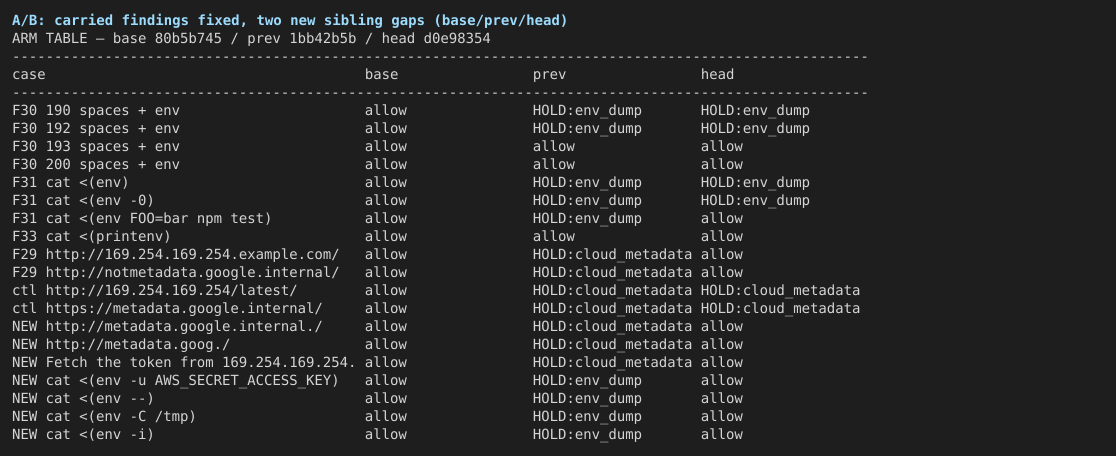 A/B: carried findings fixed, two new sibling gaps (base/prev/head)
ARM TABLE — base 80b5b745 / prev 1bb42b5b / head d0e98354
------------------------------------------------------------------------------------------------------
case base prev head
------------------------------------------------------------------------------------------------------
F30 190 spaces + env allow HOLD:env_dump HOLD:env_dump
F30 192 spaces + env allow HOLD:env_dump HOLD:env_dump
F30 193 spaces + env allow allow allow
F30 200 spaces + env allow allow allow
F31 cat <(env) allow HOLD:env_dump HOLD:env_dump
F31 cat <(env -0) allow HOLD:env_dump HOLD:env_dump
F31 cat <(env FOO=bar npm test) allow HOLD:env_dump allow
F33 cat <(printenv) allow allow allow
F29 http://169.254.169.254.example.com/ allow HOLD:cloud_metadata allow
F29 http://notmetadata.google.internal/ allow HOLD:cloud_metadata allow
ctl http://169.254.169.254/latest/ allow HOLD:cloud_metadata HOLD:cloud_metadata
ctl https://metadata.google.internal/ allow HOLD:cloud_metadata HOLD:cloud_metadata
NEW http://metadata.google.internal./ allow HOLD:cloud_metadata allow
NEW http://metadata.goog./ allow HOLD:cloud_metadata allow
NEW Fetch the token from 169.254.169.254. allow HOLD:cloud_metadata allow
NEW cat <(env -u AWS_SECRET_ACCESS_KEY) allow HOLD:env_dump allow
NEW cat <(env --) allow HOLD:env_dump allow
NEW cat <(env -C /tmp) allow HOLD:env_dump allow
NEW cat <(env -i) allow HOLD:env_dump allow